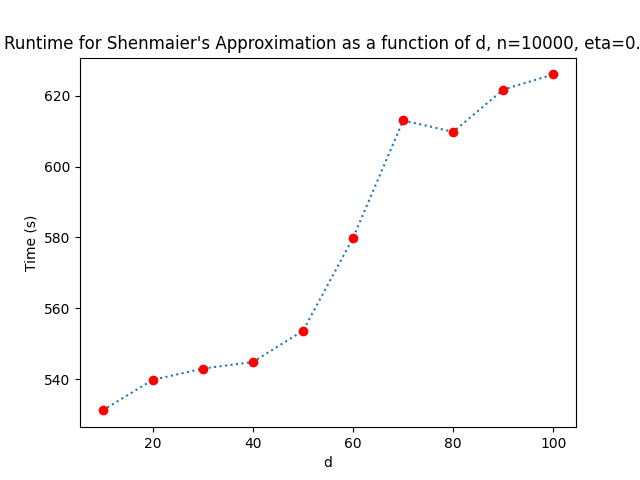 Runtime for Shenmaier's Approximation as a function of d, n=10000, eta=0.
620
600
580
560
540
Time (s)
20 40 60 80 100
d